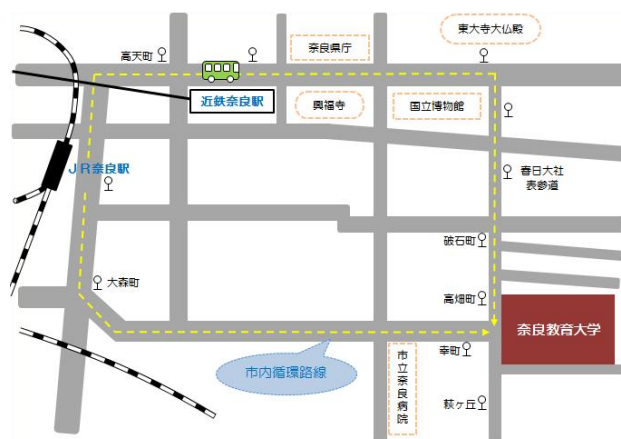 東大寺大仏殿
高天町
奈良県庁
近鉄奈良駅
興福寺
国立博物館
JR奈良駅
春日大社
表参道
破石町
大森町
高畑町
奈良教育大学
幸町
市内循環路線
市立奈良病院
萩ヶ丘